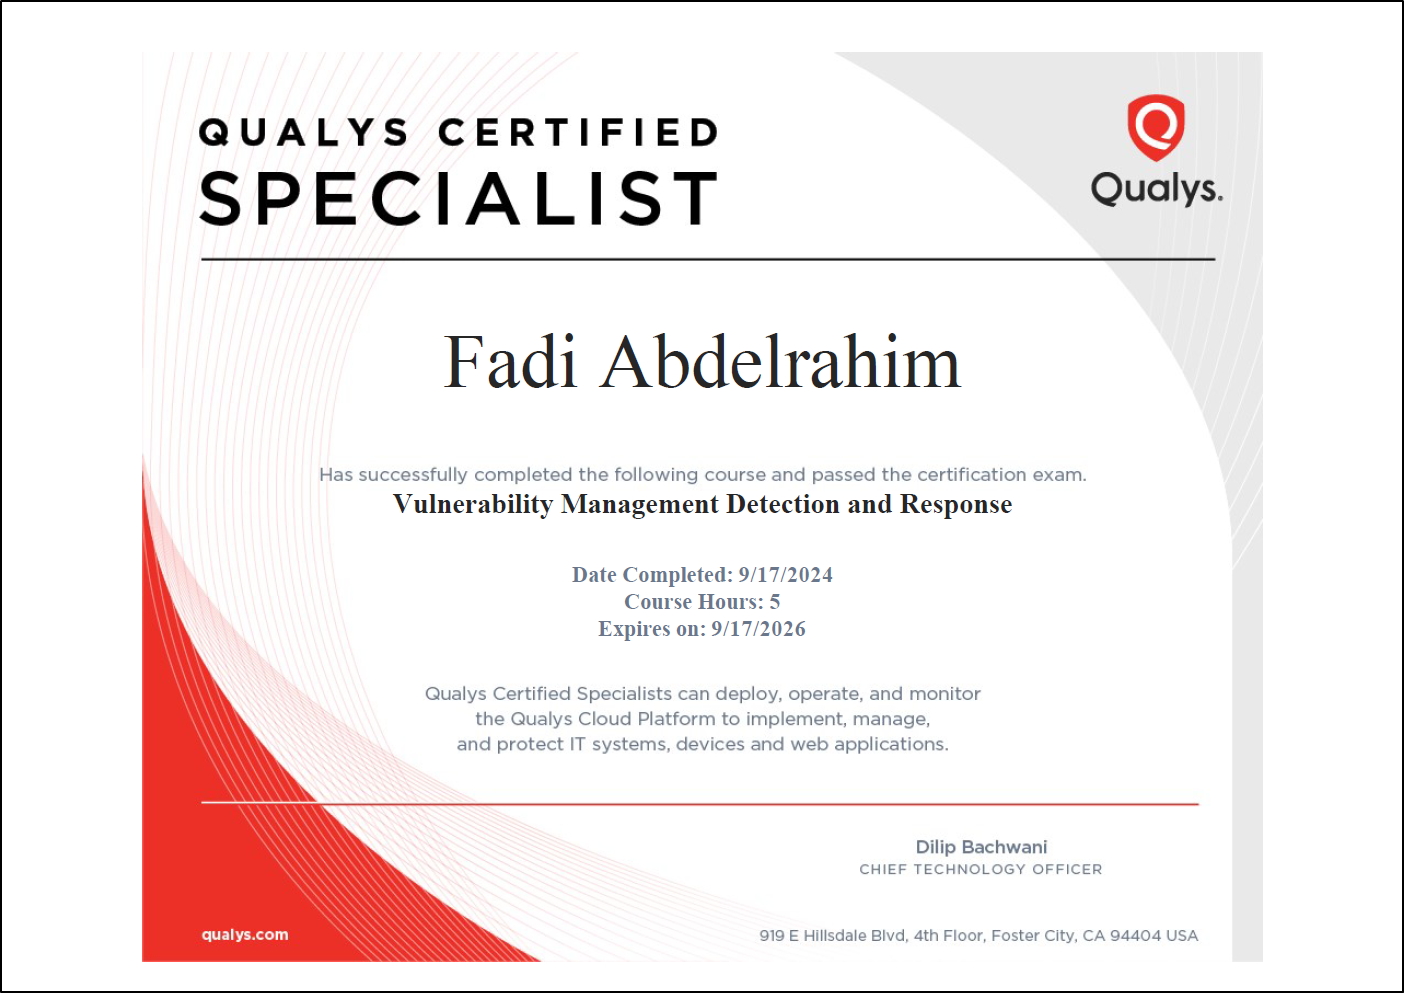 QUALYS CERTIFIED
SPECIALIST
Qualys.
Fadi Abdelrahim
Has successfully completed the following course and passed the certification exam.
Vulnerability Management Detection and Response
Date Completed: 9/17/2024
Course Hours: 5
Expires on: 9/17/2026
Qualys Certified Specialists can deploy, operate, and monitor
the Qualys Cloud Platform to implement, manage,
and protect IT systems, devices and web applications.
Dilip Bachwani
CHIEF TECHNOLOGY OFFICER
qualys.com
919 E Hillsdale Blvd, 4th Floor, Foster City, CA 94404 USA